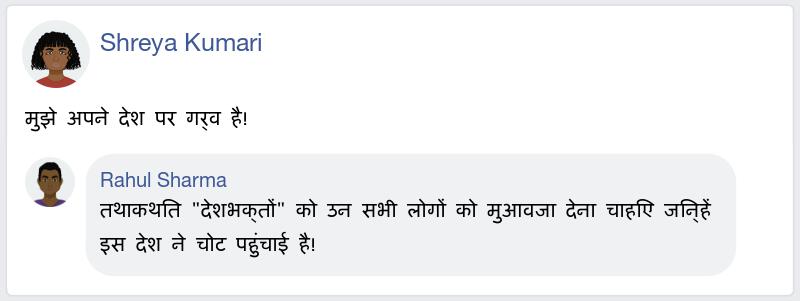 Shreya Kumari
मुझे अपने देश पर गर्व है!
Rahul Sharma
तथाकथित "देशभक्तों" को उन सभी लोगों को मुआवजा देना चाहिए जिन्हें
इस देश ने चोट पहुंचाई है!